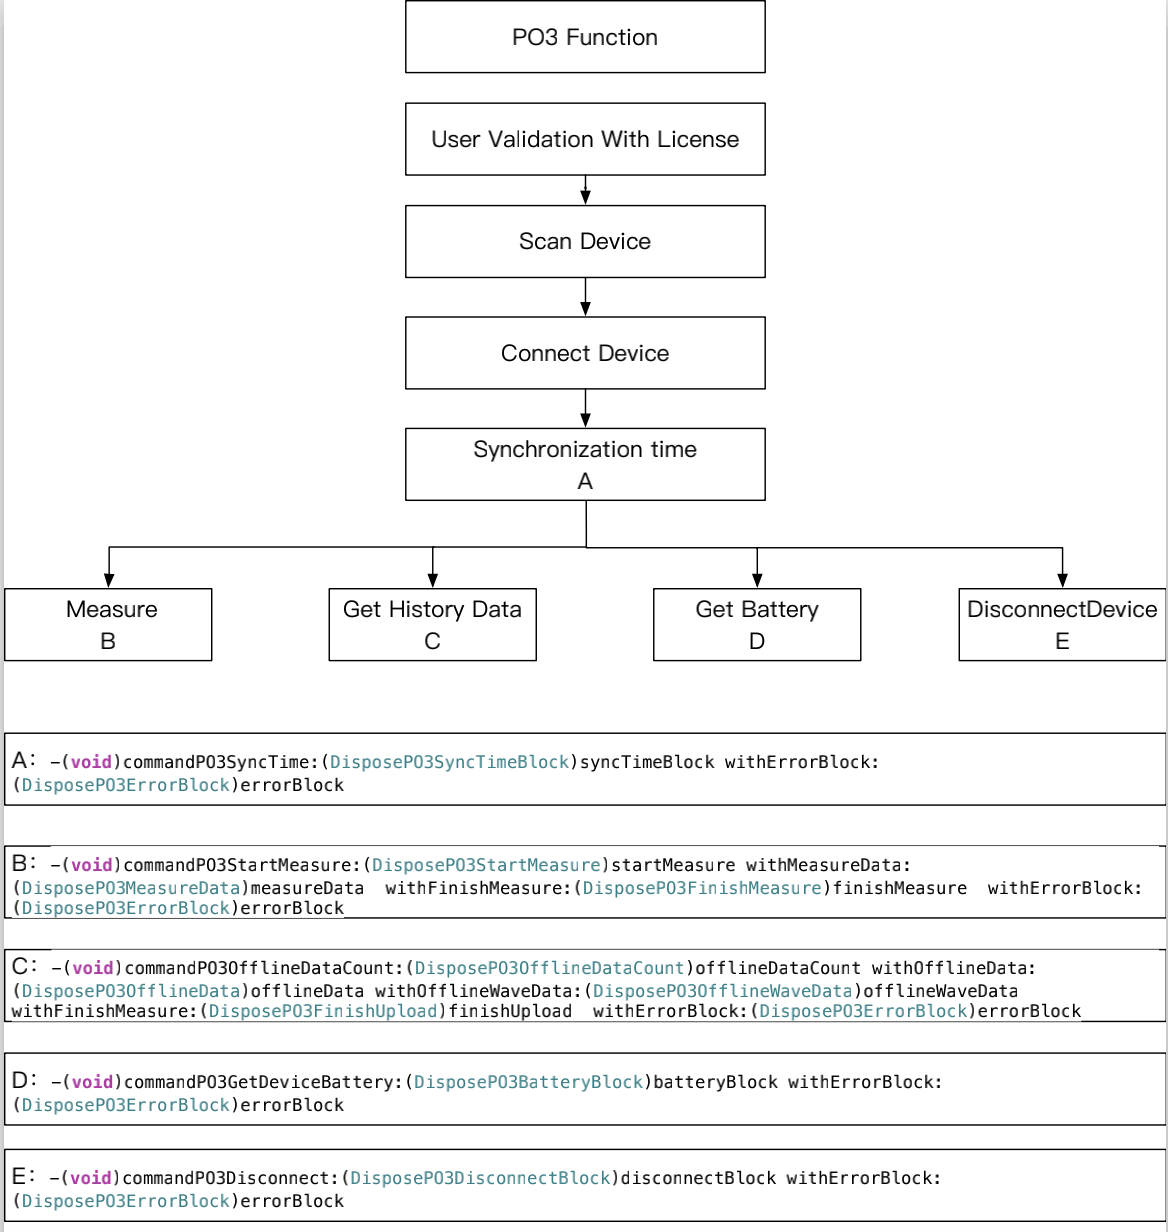 PO3 Function
User Validation With License
Scan Device
Connect Device
Synchronization time
A
Measure
B
Get History Data
C
Get Battery
D
DisconnectDevice
E
A: -(void)commandPO3SyncTime:(DisposePO3SyncTimeBlock)syncTimeBlock withErrorBlock:
(DisposePO3ErrorBlock)errorBlock
B: -(void)commandPO3StartMeasure:(DisposePO3StartMeasure)startMeasure withMeasureData:
(DisposePO3MeasureData)measureData  withFinishMeasure:(DisposePO3FinishMeasure)finishMeasure  withErrorBlock:
(DisposePO3ErrorBlock)errorBlock
C: -(void)commandPO3OfflineDataCount:(DisposePO3OfflineDataCount)offlineDataCount withOfflineData:
(DisposePO3OfflineData)offlineData withOfflineWaveData:(DisposePO3OfflineWaveData)offlineWaveData
withFinishMeasure:(DisposePO3FinishUpload)finishUpload  withErrorBlock:(DisposePO3ErrorBlock)errorBlock
D: -(void)commandPO3GetDeviceBattery:(DisposePO3BatteryBlock)batteryBlock withErrorBlock:
(DisposePO3ErrorBlock)errorBlock
E: -(void)commandPO3Disconnect:(DisposePO3DisconnectBlock)disconnectBlock withErrorBlock:
(DisposePO3ErrorBlock)errorBlock